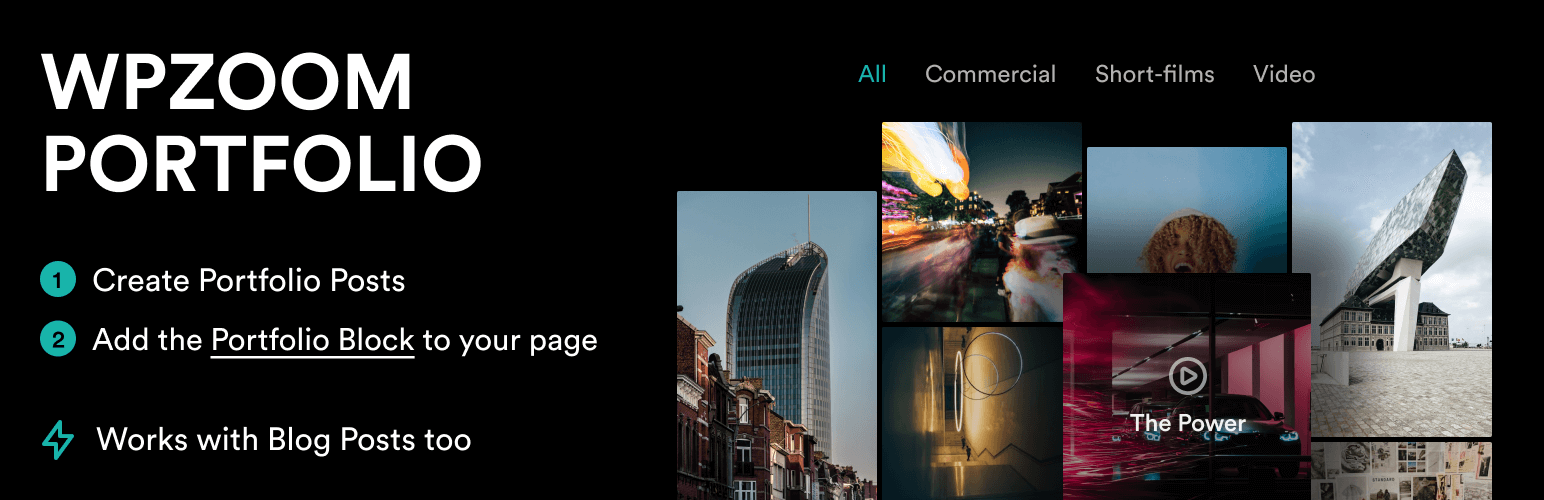 WPZOOM
PORTFOLIO
1 Create Portfolio Posts
2 Add the Portfolio Block to your page
Works with Blog Posts too
All Commercial Short-films Video
The Power
STANDARD